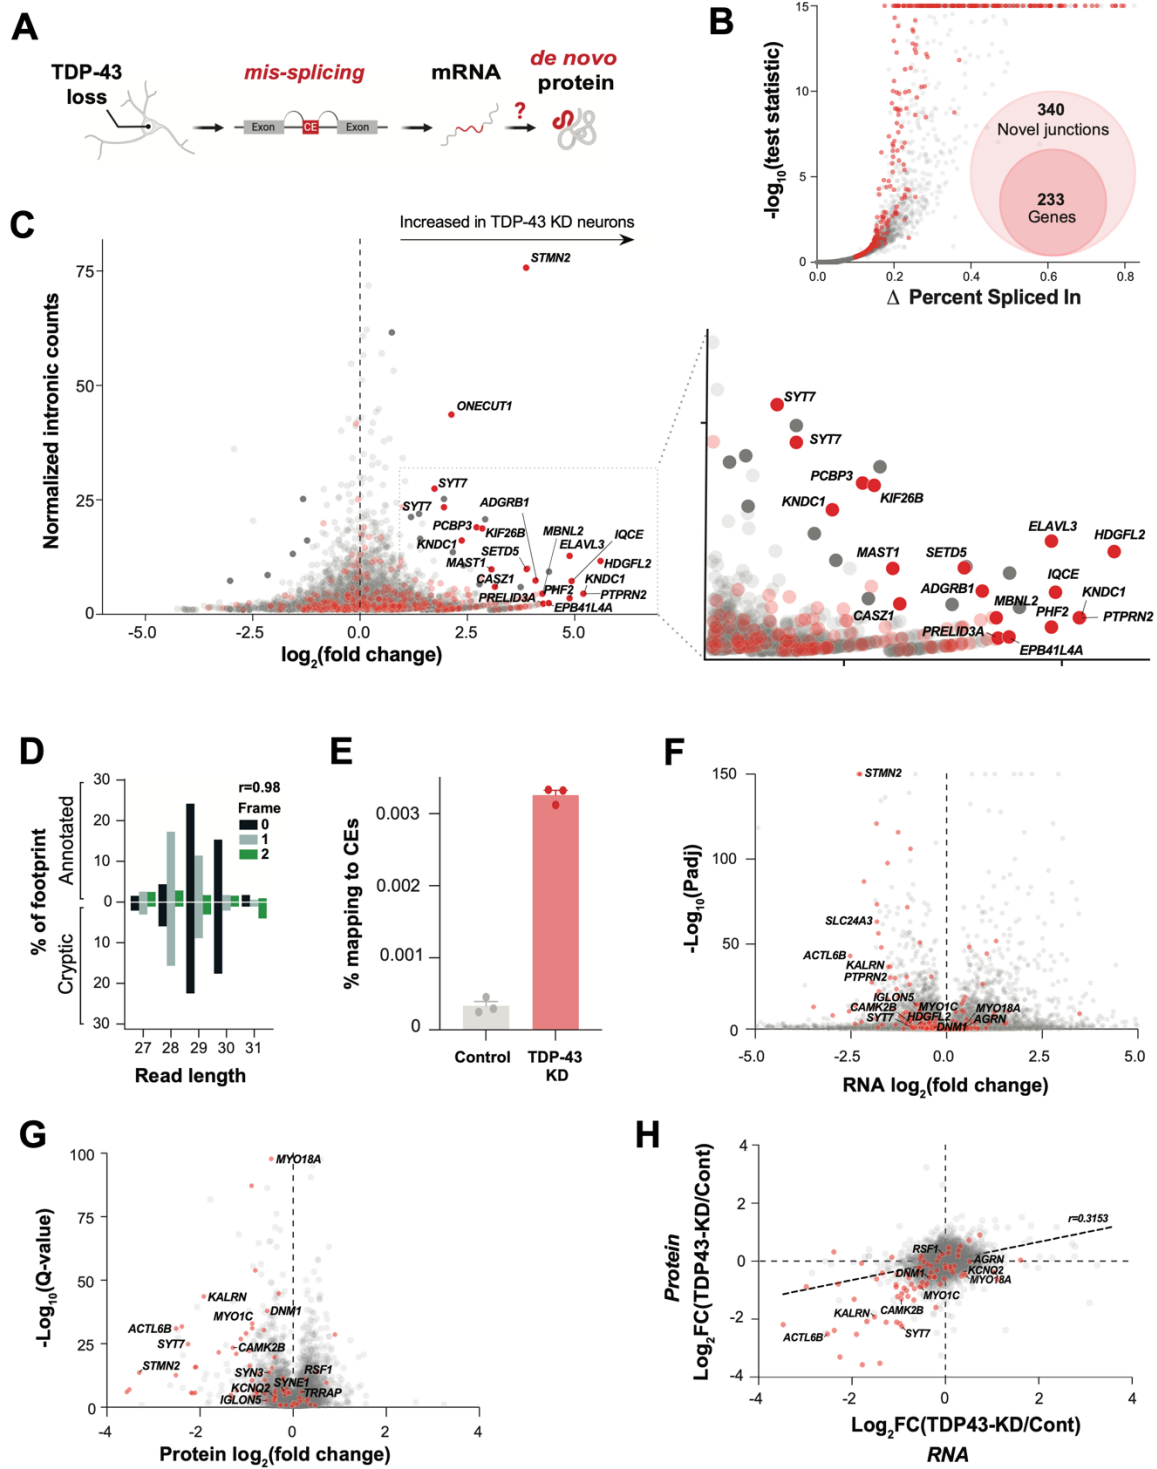 A
TDP-43
loss
mis-splicing
mRNA
de novo
protein
Exon
CE
Exon
?
B
-log10(test statistic)
15
10
5
0
0.0
0.2
0.4
0.6
0.8
Δ Percent Spliced In
340
Novel junctions
233
Genes
C
Increased in TDP-43 KD neurons
Normalized intronic counts
75
50
25
0
-5.0
-2.5
0.0
2.5
5.0
log2(fold change)
STMN2
ONECUT1
SYT7
SYT7
ADGRB1
PCBP3
KIF26B
MBNL2
IQCE
KNDC1
SETD5
ELAVL3
MAST1
HDGFL2
CASZ1
KNDC1
PHF2
PTPRN2
PRELID3A
EPB41L4A
SYT7
SYT7
PCBP3
KIF26B
KNDC1
ELAVL3
HDGFL2
MAST1
SETD5
IQCE
ADGRB1
KNDC1
MBNL2
CASZ1
PHF2
PTPRN2
PRELID3A
EPB41L4A
D
% of footprint
Annotated
Cryptic
30
20
10
0
10
20
30
r=0.98
Frame
0
1
2
27
28
29
30
31
Read length
E
% mapping to CEs
0.003
0.002
0.001
0
Control
TDP-43
KD
F
-Log10(Padj)
150
100
50
0
-5.0
-2.5
0.0
2.5
5.0
RNA log2(fold change)
STMN2
SLC24A3
ACTL6B
KALRN
PTPRN2
IGLON5
CAMK2B
MYO1C
MYO18A
SYT7
HDGFL2
AGRN
DNM1
G
-Log10(Q-value)
100
75
50
25
0
-4
-2
0
2
4
Protein log2(fold change)
MYO18A
KALRN
MYO1C
DNM1
ACTL6B
SYT7
CAMK2B
STMN2
SYN3
RSF1
KCNQ2
SYNE1
TRRAP
IGLON5
H
Protein
Log2FC(TDP43-KD/Cont)
4
2
0
-2
-4
-4
-2
0
2
4
Log2FC(TDP43-KD/Cont)
RNA
r=0.3153
RSF1
AGRN
DNM1
KCNQ2
MYO18A
MYO1C
CAMK2B
KALRN
SYT7
ACTL6B